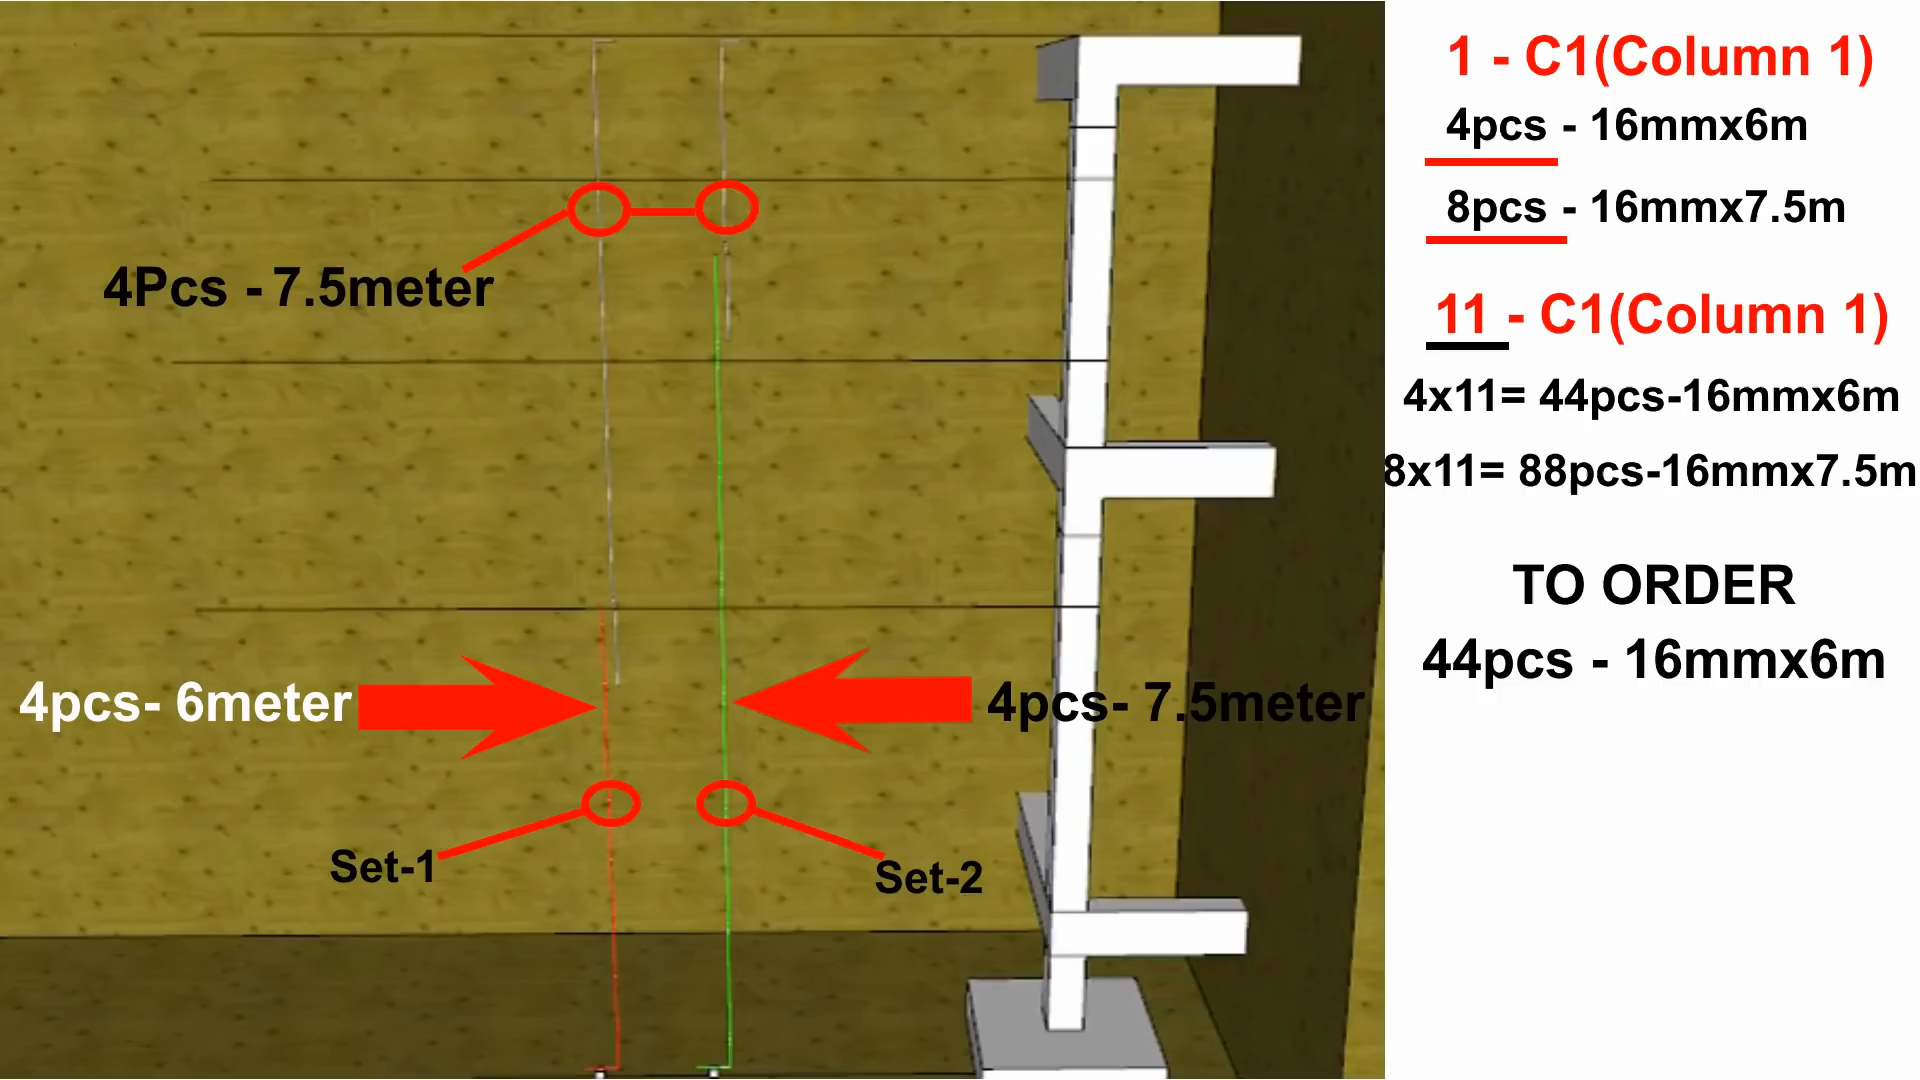 1 - C1(Column 1)
4pcs - 16mmx6m
8pcs - 16mmx7.5m
4Pcs - 7.5meter
11 - C1(Column 1)
4x11= 44pcs-16mmx6m
8x11= 88pcs-16mmx7.5m
TO ORDER
44pcs - 16mmx6m
4pcs- 6meter
4pcs- 7.5meter
Set-1
Set-2